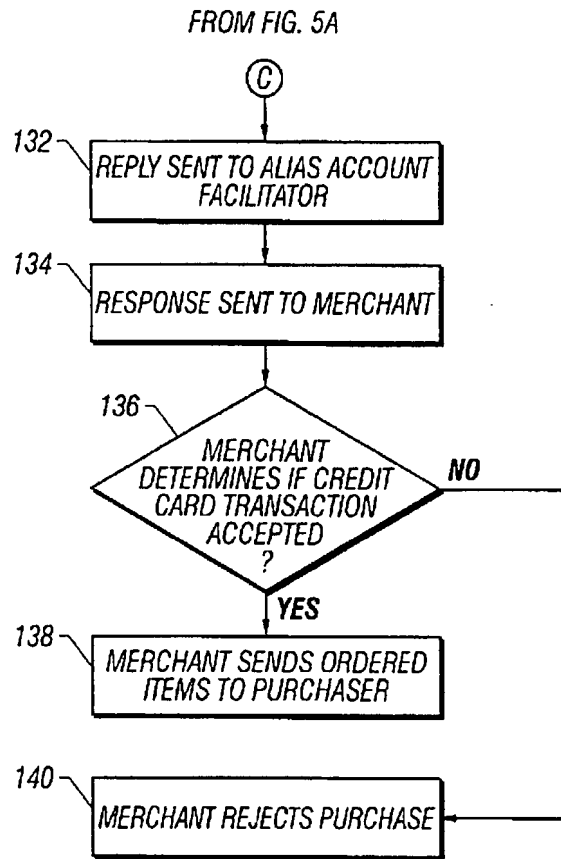 FROM FIG. 5A
C
132
REPLY SENT TO ALIAS ACCOUNT
FACILITATOR
134
RESPONSE SENT TO MERCHANT
136
MERCHANT
DETERMINES IF CREDIT
CARD TRANSACTION
ACCEPTED
?
NO
YES
138
MERCHANT SENDS ORDERED
ITEMS TO PURCHASER
140
MERCHANT REJECTS PURCHASE